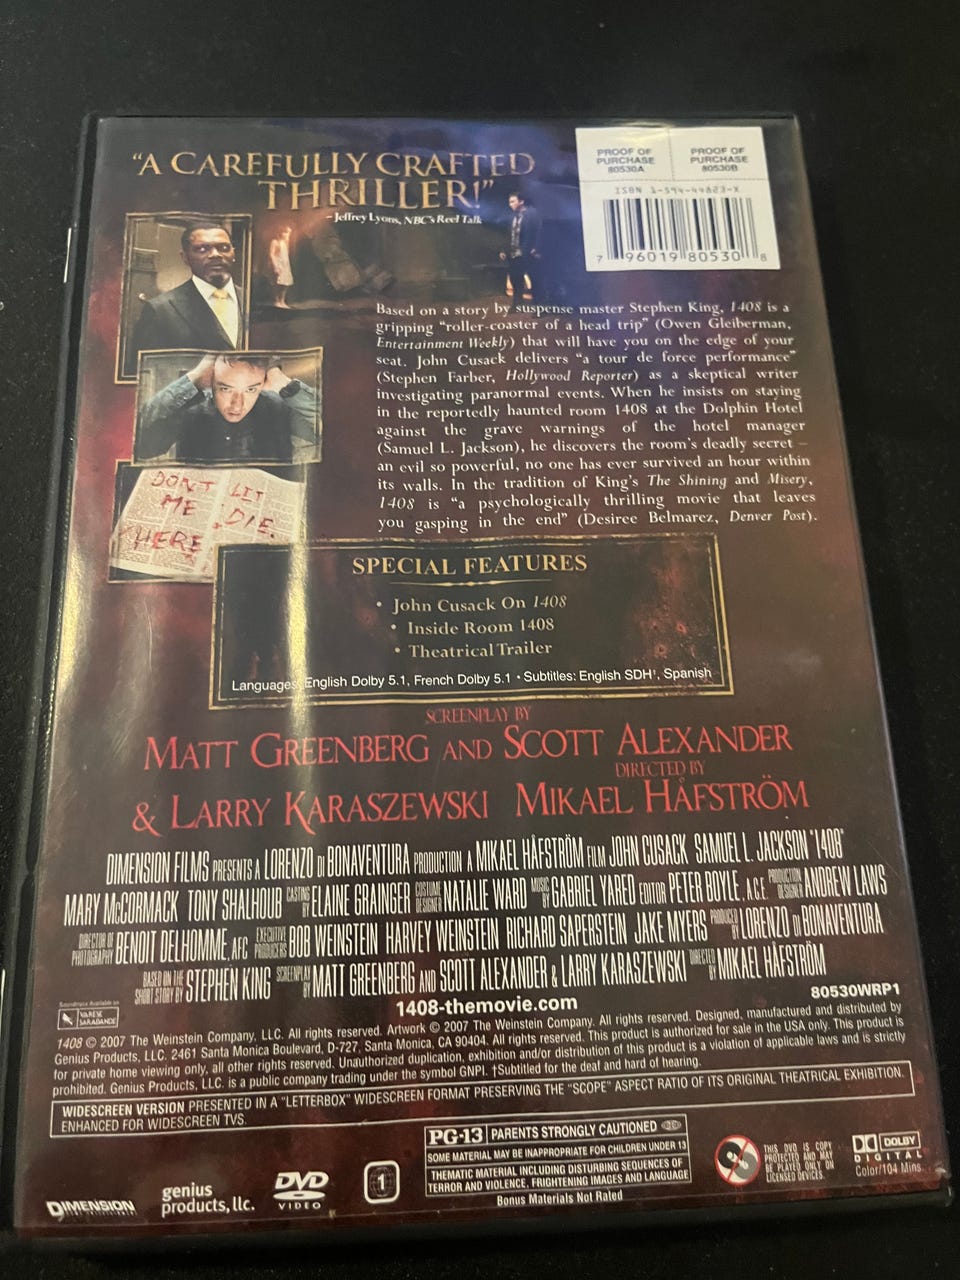 "A CAREFULLY CRAFTED
THRILLER!"
– Jeffrey Lyons, NBC's Reel Talk
PROOF OF PURCHASE 80530A
PROOF OF PURCHASE 80530B
ISBN 1-594-44623-X
7 96019 80530 8
Based on a story by suspense master Stephen King, 1408 is a
gripping "roller-coaster of a head trip" (Owen Gleiberman,
Entertainment Weekly) that will have you on the edge of your
seat. John Cusack delivers "a tour de force performance"
(Stephen Farber, Hollywood Reporter) as a skeptical writer
investigating paranormal events. When he insists on staying
in the reportedly haunted room 1408 at the Dolphin Hotel
against the grave warnings of the hotel manager
(Samuel L. Jackson), he discovers the room's deadly secret –
an evil so powerful, no one has ever survived an hour within
its walls. In the tradition of King's The Shining and Misery,
1408 is "a psychologically thrilling movie that leaves
you gasping in the end" (Desiree Belmarez, Denver Post).
DON'T LET
ME DIE.
HERE
SPECIAL FEATURES
• John Cusack On 1408
• Inside Room 1408
• Theatrical Trailer
Languages: English Dolby 5.1, French Dolby 5.1 • Subtitles: English SDH†, Spanish
SCREENPLAY BY
MATT GREENBERG AND SCOTT ALEXANDER
& LARRY KARASZEWSKI
DIRECTED BY
MIKAEL HÅFSTRÖM
DIMENSION FILMS PRESENTS A LORENZO DI BONAVENTURA PRODUCTION A MIKAEL HÅFSTRÖM FILM JOHN CUSACK SAMUEL L. JACKSON "1408"
MARY McCORMACK TONY SHALHOUB CASTING BY ELAINE GRAINGER COSTUME DESIGNER NATALIE WARD MUSIC BY GABRIEL YARED EDITOR PETER BOYLE, A.C.E. PRODUCTION DESIGNER ANDREW LAWS
DIRECTOR OF PHOTOGRAPHY BENOIT DELHOMME, AFC EXECUTIVE PRODUCERS BOB WEINSTEIN HARVEY WEINSTEIN RICHARD SAPERSTEIN JAKE MYERS PRODUCED BY LORENZO DI BONAVENTURA
BASED ON THE SHORT STORY BY STEPHEN KING SCREENPLAY BY MATT GREENBERG AND SCOTT ALEXANDER & LARRY KARASZEWSKI DIRECTED BY MIKAEL HÅFSTRÖM
Soundtrack Available on
VARÈSE SARABANDE
1408-themovie.com
80530WRP1
1408 © 2007 The Weinstein Company, LLC. All rights reserved. Artwork © 2007 The Weinstein Company. All rights reserved. Designed, manufactured and distributed by
Genius Products, LLC. 2461 Santa Monica Boulevard, D-727, Santa Monica, CA 90404. All rights reserved. This product is authorized for sale in the USA only. This product is
for private home viewing only, all other rights reserved. Unauthorized duplication, exhibition and/or distribution of this product is a violation of applicable laws and is strictly
prohibited. Genius Products, LLC. is a public company trading under the symbol GNPI. †Subtitled for the deaf and hard of hearing.
WIDESCREEN VERSION PRESENTED IN A "LETTERBOX" WIDESCREEN FORMAT PRESERVING THE "SCOPE" ASPECT RATIO OF ITS ORIGINAL THEATRICAL EXHIBITION.
ENHANCED FOR WIDESCREEN TVS.
PG-13 PARENTS STRONGLY CAUTIONED
SOME MATERIAL MAY BE INAPPROPRIATE FOR CHILDREN UNDER 13
THEMATIC MATERIAL INCLUDING DISTURBING SEQUENCES OF
TERROR AND VIOLENCE, FRIGHTENING IMAGES AND LANGUAGE
Bonus Materials Not Rated
DIMENSION
genius
products, llc.
DVD
VIDEO
1
THIS DVD IS COPY
PROTECTED AND MAY
BE PLAYED ONLY ON
LICENSED DEVICES.
DOLBY
DIGITAL
Color/104 Mins